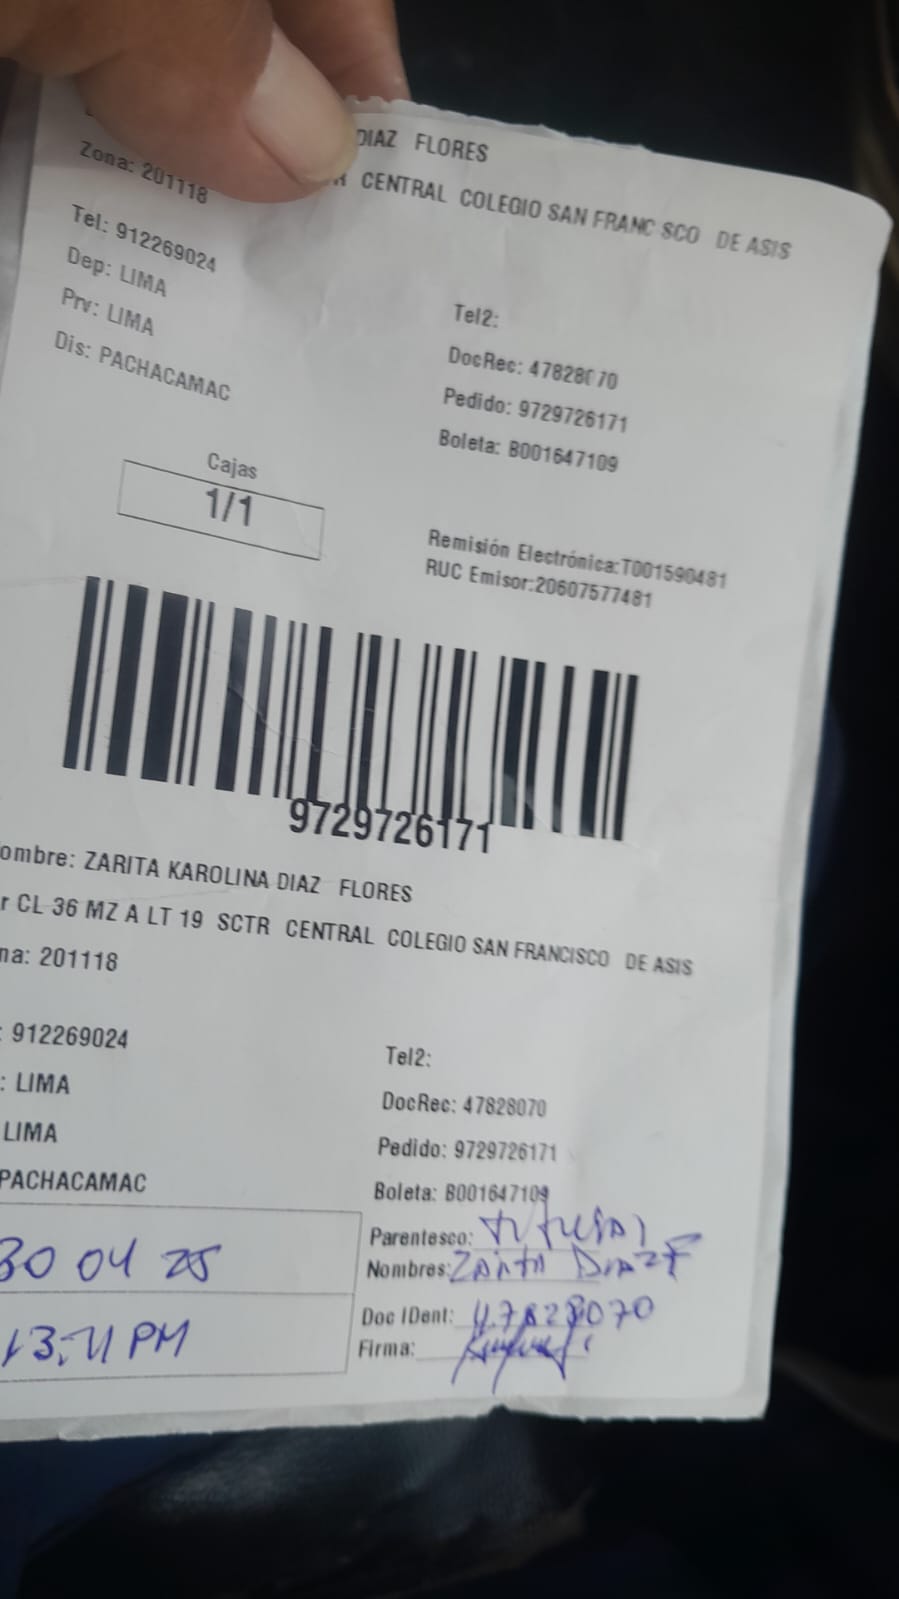 DIAZ FLORES
CENTRAL COLEGIO SAN FRANC SCO DE ASIS
Zona: 201118
Tel: 912269024
Dep: LIMA
Prv: LIMA
Dis: PACHACAMAC
Tel2:
DocRec: 47828070
Pedido: 9729726171
Boleta: B001647109
Cajas
1/1
Remisión Electrónica:T001590481
RUC Emisor:20607577481
9729726171
ombre: ZARITA KAROLINA DIAZ FLORES
r CL 36 MZ A LT 19 SCTR CENTRAL COLEGIO SAN FRANCISCO DE ASIS
na: 201118
: 912269024
: LIMA
LIMA
PACHACAMAC
Tel2:
DocRec: 47828070
Pedido: 9729726171
Boleta: B001647109
30 04 25
PM
Parentesco: titular
Nombres: Zarita Diaz F
Doc IDent: 47828070
Firma: